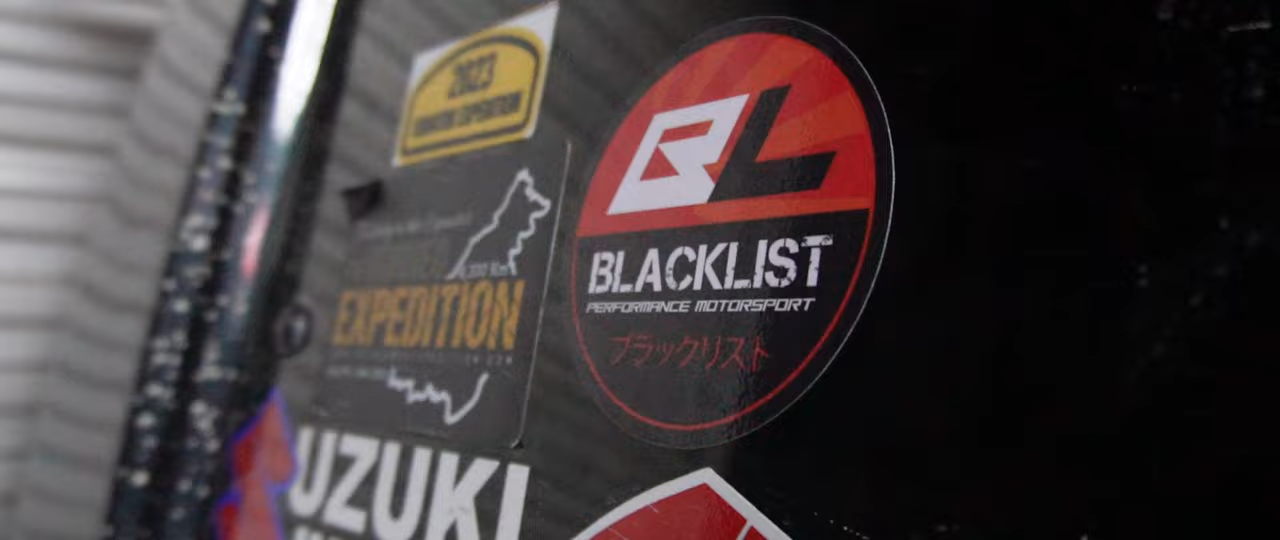 2023
EXPEDITION
BL
BLACKLIST
PERFORMANCE MOTORSPORT
ブラックリスト
UZUKI